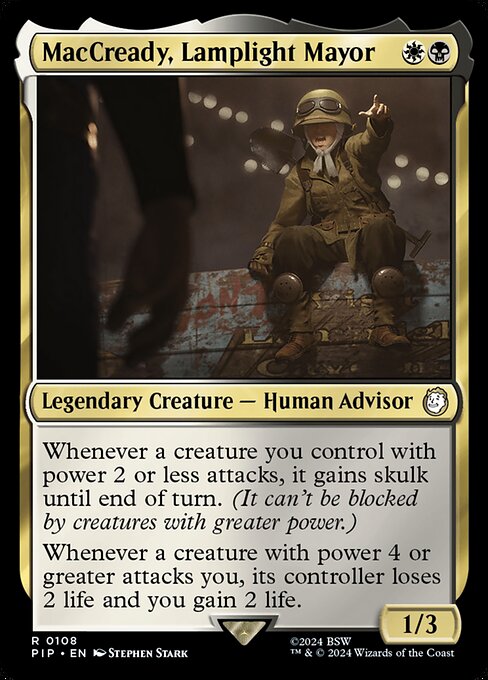 MacCready, Lamplight Mayor
Legendary Creature — Human Advisor
Whenever a creature you control with
power 2 or less attacks, it gains skulk
until end of turn. (It can't be blocked
by creatures with greater power.)
Whenever a creature with power 4 or
greater attacks you, its controller loses
2 life and you gain 2 life.
1/3
R 0108
PIP • EN Stephen Stark
©2024 BSW
™ & © 2024 Wizards of the Coast